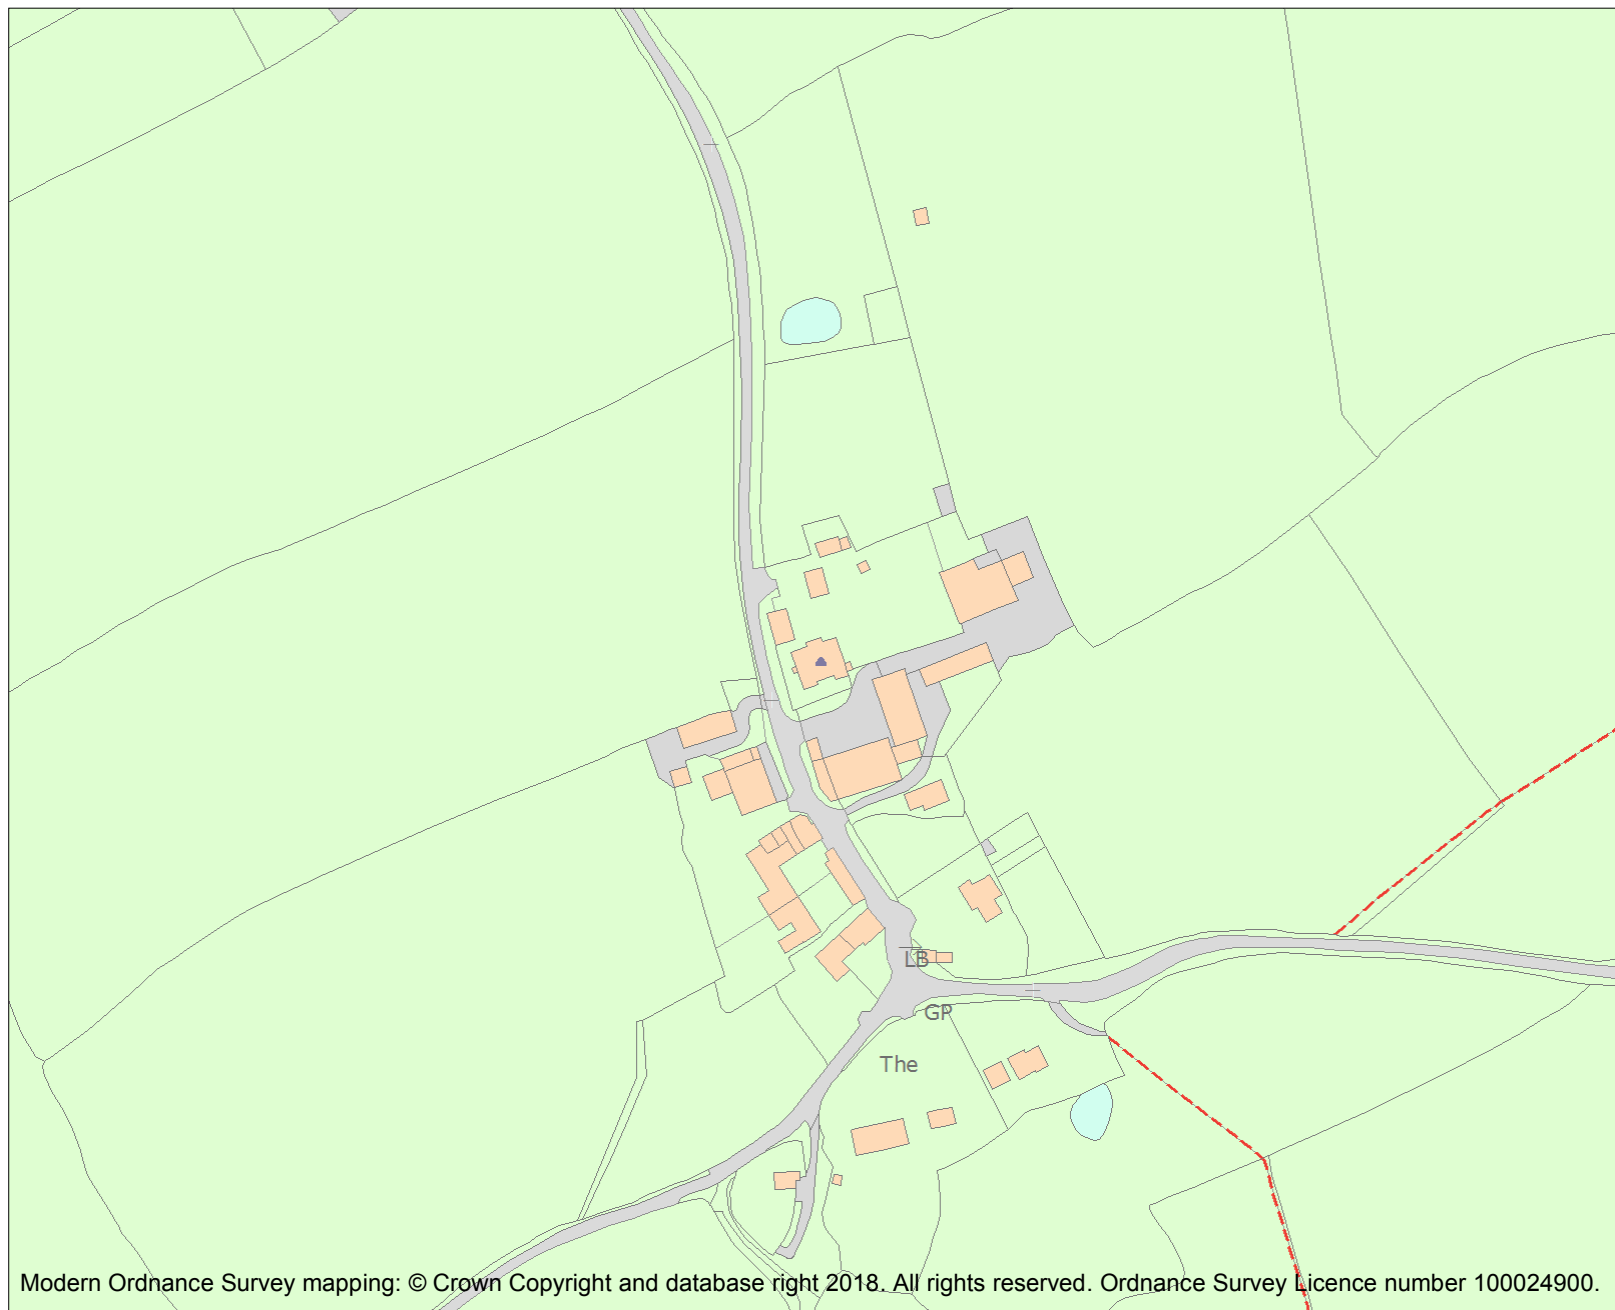 LB
GP
The
Modern Ordnance Survey mapping: © Crown Copyright and database right 2018. All rights reserved. Ordnance Survey Licence number 100024900.